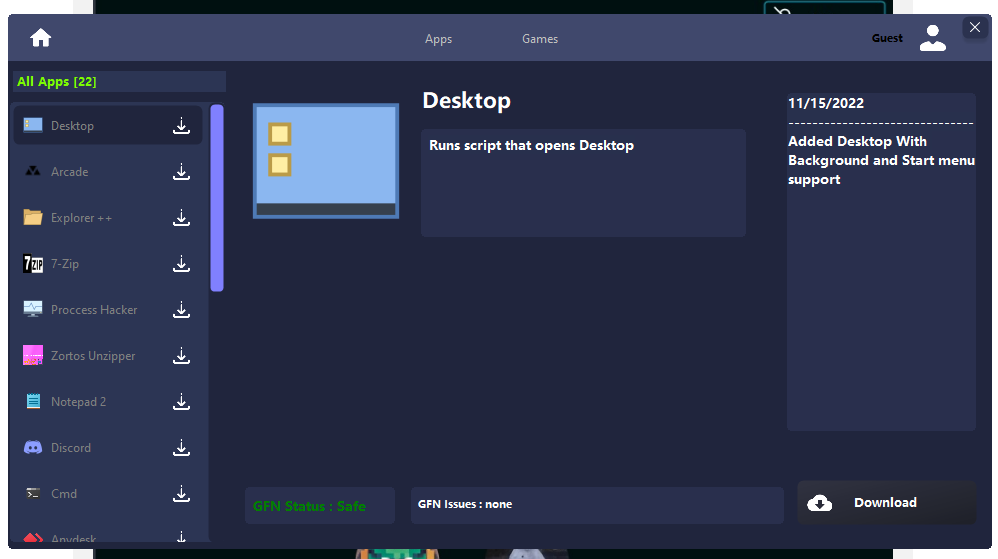 Apps
Games
Guest
All Apps [22]
Desktop
Arcade
Explorer ++
7-Zip
Proccess Hacker
Zortos Unzipper
Notepad 2
Discord
Cmd
Anydesk
Desktop
Runs script that opens Desktop
11/15/2022
------------------------------
Added Desktop With
Background and Start menu
support
GFN Status : Safe
GFN Issues : none
Download